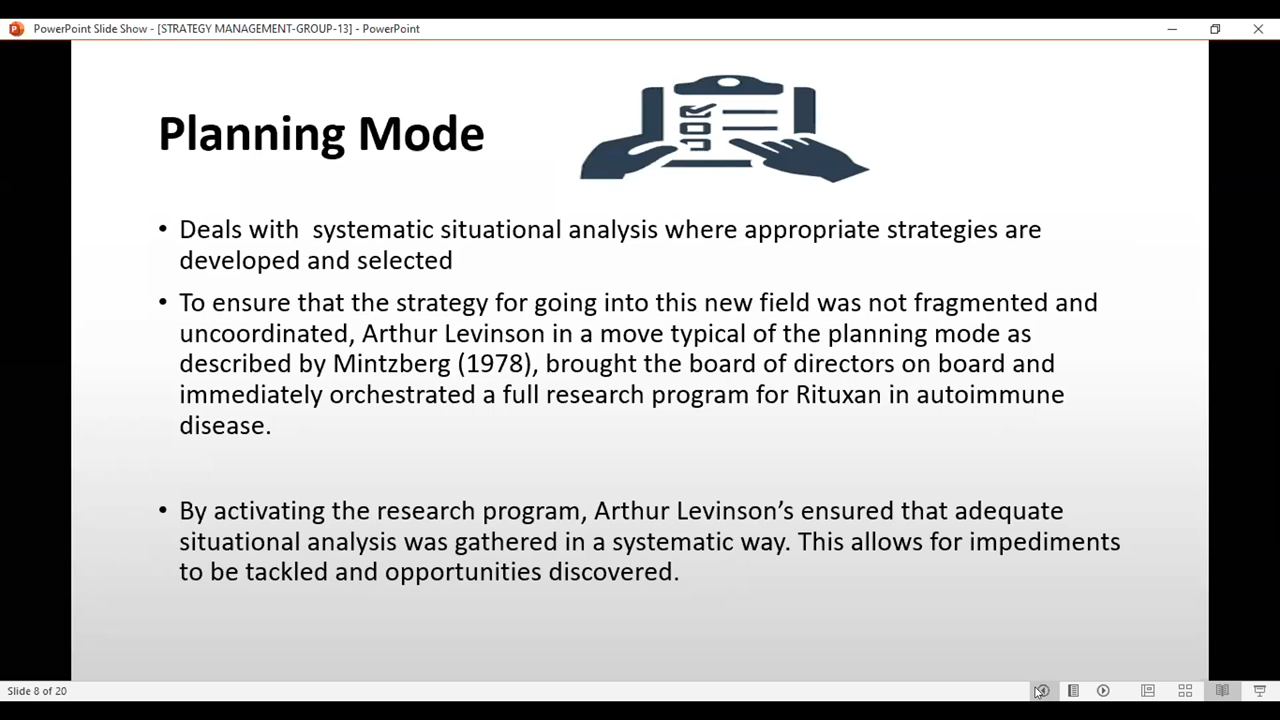 PowerPoint Slide Show - [STRATEGY MANAGEMENT-GROUP-13] - PowerPoint
Planning Mode
• Deals with  systematic situational analysis where appropriate strategies are
developed and selected
• To ensure that the strategy for going into this new field was not fragmented and
uncoordinated, Arthur Levinson in a move typical of the planning mode as
described by Mintzberg (1978), brought the board of directors on board and
immediately orchestrated a full research program for Rituxan in autoimmune
disease.
• By activating the research program, Arthur Levinson’s ensured that adequate
situational analysis was gathered in a systematic way. This allows for impediments
to be tackled and opportunities discovered.
Slide 8 of 20